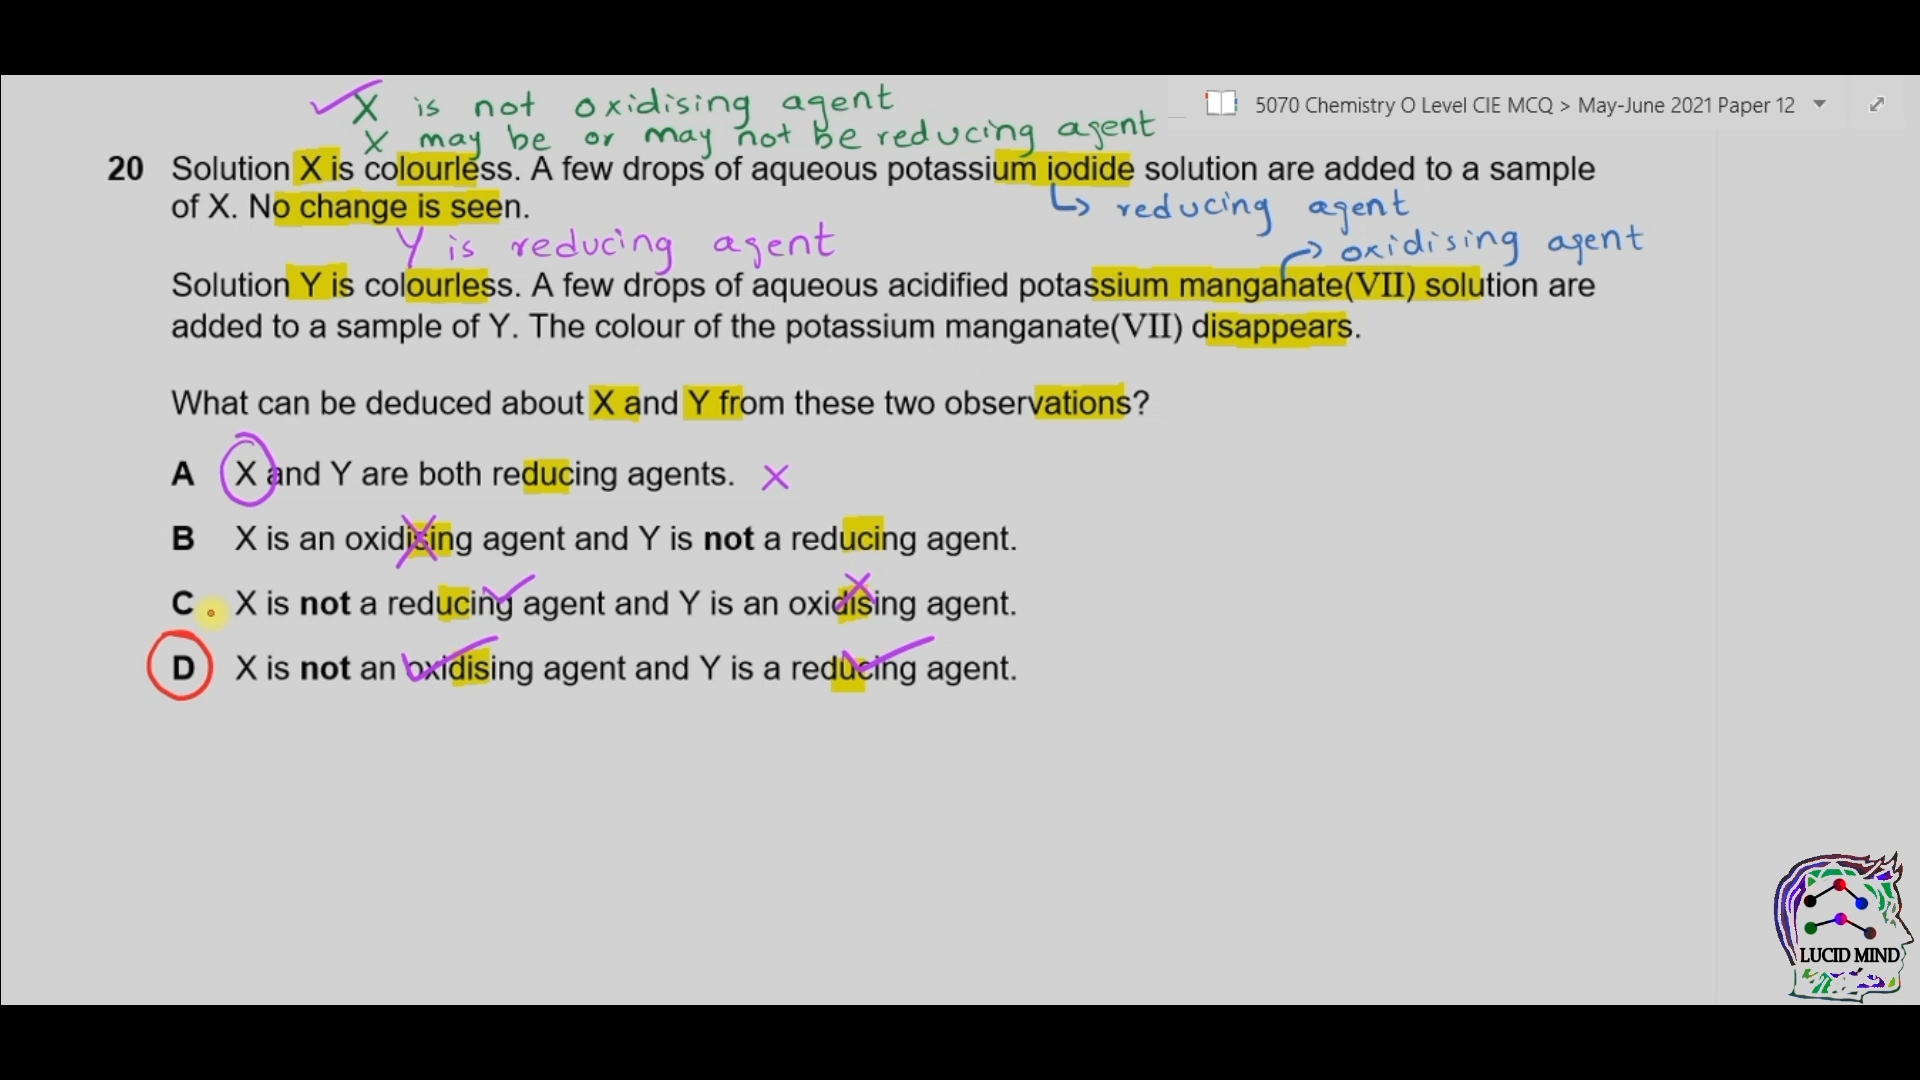 X is not oxidising agent
5070 Chemistry O Level CIE MCQ > May-June 2021 Paper 12
X may be or may not be reducing agent
20 Solution X is colourless. A few drops of aqueous potassium iodide solution are added to a sample
of X. No change is seen.
reducing agent
Y is reducing agent
oxidising agent
Solution Y is colourless. A few drops of aqueous acidified potassium manganate(VII) solution are
added to a sample of Y. The colour of the potassium manganate(VII) disappears.
What can be deduced about X and Y from these two observations?
A X and Y are both reducing agents.
B X is an oxidising agent and Y is not a reducing agent.
C X is not a reducing agent and Y is an oxidising agent.
D X is not an oxidising agent and Y is a reducing agent.
LUCID MIND